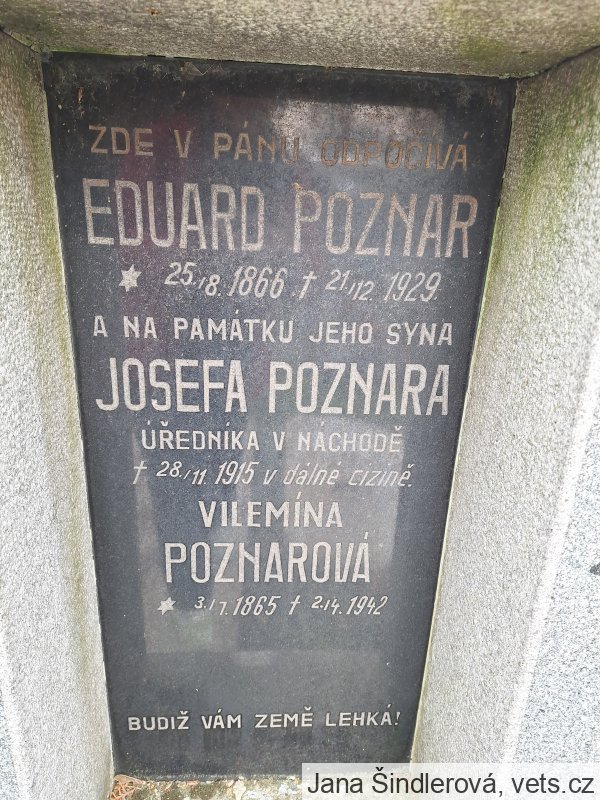 ZDE V PÁNU ODPOČÍVÁ
EDUARD POZNAR
* 25./8. 1866 † 21./12. 1929.
A NA PAMÁTKU JEHO SYNA
JOSEFA POZNARA
ÚŘEDNÍKA V NÁCHODĚ
† 28./11. 1915 v dálné cizině.
VILEMÍNA
POZNAROVÁ
* 3./7. 1865 † 2./4. 1942
BUDIŽ VÁM ZEMĚ LEHKÁ!
Jana Šindlerová, vets.cz